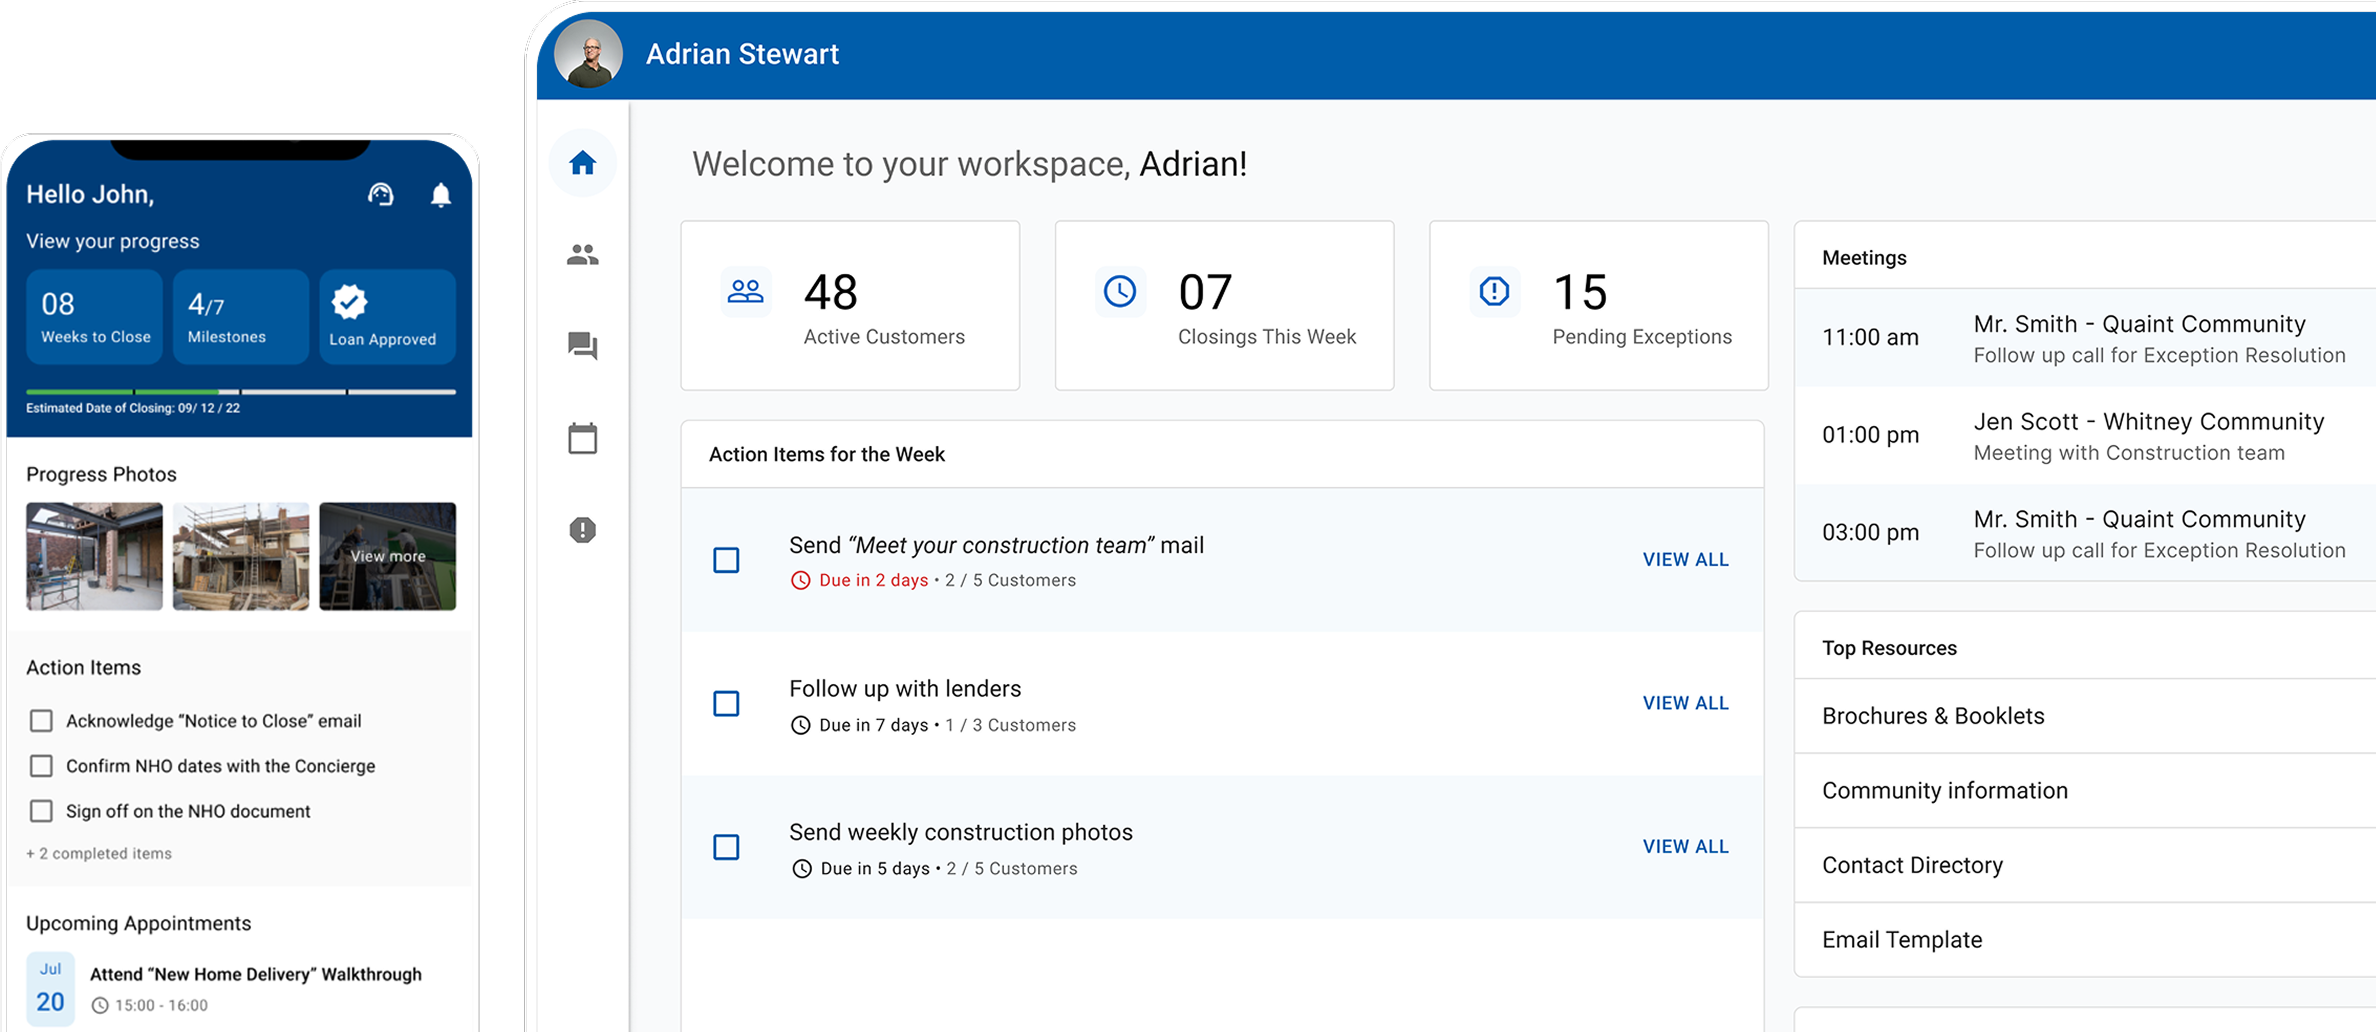 Hello John,
View your progress
08
Weeks to Close
4/7
Milestones
Loan Approved
Estimated Date of Closing: 09/ 12 / 22
Progress Photos
View more
Action Items
Acknowledge “Notice to Close” email
Confirm NHO dates with the Concierge
Sign off on the NHO document
+ 2 completed items
Upcoming Appointments
Jul
20
Attend “New Home Delivery” Walkthrough
15:00 - 16:00
Adrian Stewart
Welcome to your workspace, Adrian!
48
Active Customers
07
Closings This Week
15
Pending Exceptions
Action Items for the Week
Send “Meet your construction team” mail
Due in 2 days • 2 / 5 Customers
VIEW ALL
Follow up with lenders
Due in 7 days • 1 / 3 Customers
VIEW ALL
Send weekly construction photos
Due in 5 days • 2 / 5 Customers
VIEW ALL
Meetings
11:00 am
Mr. Smith - Quaint Community
Follow up call for Exception Resolution
01:00 pm
Jen Scott - Whitney Community
Meeting with Construction team
03:00 pm
Mr. Smith - Quaint Community
Follow up call for Exception Resolution
Top Resources
Brochures & Booklets
Community information
Contact Directory
Email Template